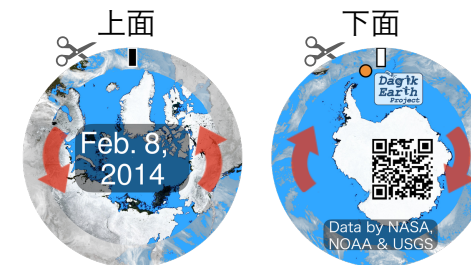 上面
下面
Feb. 8,
2014
Dagik
Earth
Project
Data by NASA,
NOAA & USGS